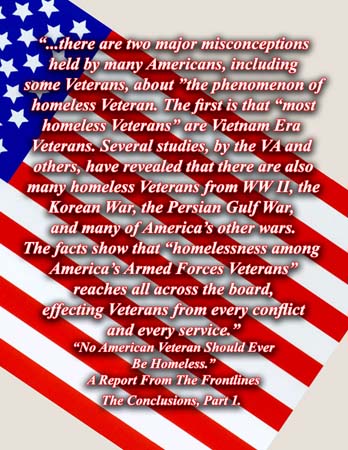 “...there are two major misconceptions
held by many Americans, including
some Veterans, about ”the phenomenon of
homeless Veteran. The first is that “most
homeless Veterans” are Vietnam Era
Veterans. Several studies, by the VA and
others, have revealed that there are also
many homeless Veterans from WW II, the
Korean War, the Persian Gulf War,
and many of America’s other wars.
The facts show that “homelessness among
America’s Armed Forces Veterans”
reaches all across the board,
effecting Veterans from every conflict
and every service.”
“No American Veteran Should Ever
Be Homeless.”
A Report From The Frontlines
The Conclusions, Part 1.